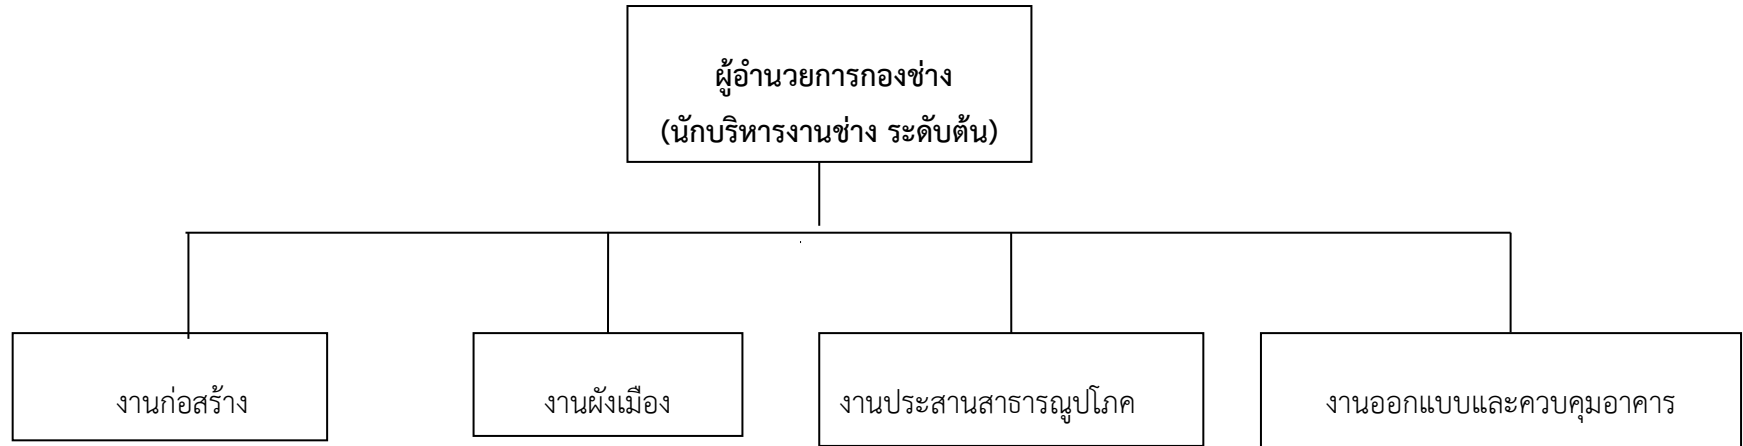 ผู้อำนวยการกองช่าง
(นักบริหารงานช่าง ระดับต้น)
งานก่อสร้าง
งานผังเมือง
งานประสานสาธารณูปโภค
งานออกแบบและควบคุมอาคาร